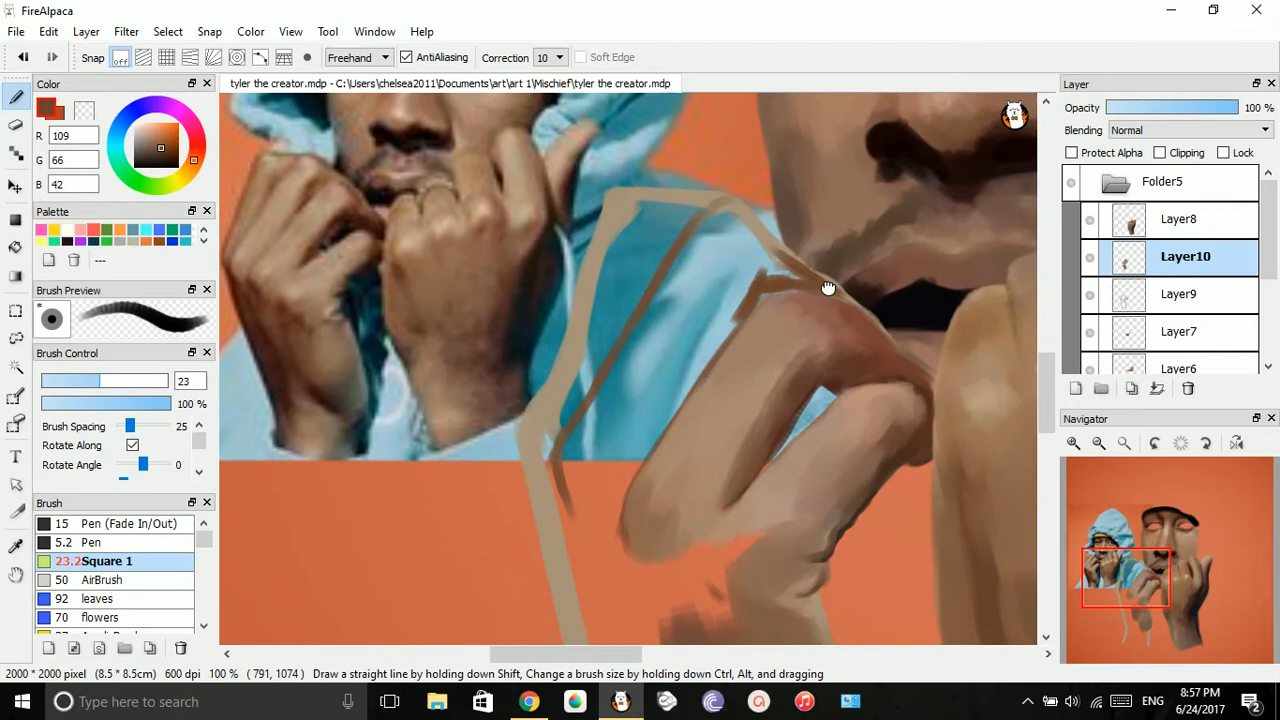 FireAlpaca
File Edit Layer Filter Select Snap Color View Tool Window Help
Snap off Freehand AntiAliasing Correction 10 Soft Edge
Color
tyler the creator.mdp - C:\Users\chelsea2011\Documents\art\art 1\Mischief\tyler the creator.mdp
Layer
R 109
G 66
B 42
Opacity 100 %
Blending Normal
Protect Alpha Clipping Lock
Folder5
Layer8
Layer10
Layer9
Layer7
Layer6
Palette
---
Brush Preview
*
Brush Control
23
100 %
Brush Spacing 25
Rotate Along
Rotate Angle 0
Navigator
Brush
15 Pen (Fade In/Out)
5.2 Pen
23.2 Square 1
50 AirBrush
92 leaves
70 flowers
2000 * 2000 pixel (8.5 * 8.5cm) 600 dpi 100 % ( 791, 1074 ) Draw a straight line by holding down Shift, Change a brush size by holding down Ctrl, Alt, and dragging
Type here to search
ENG
8:57 PM
6/24/2017
2